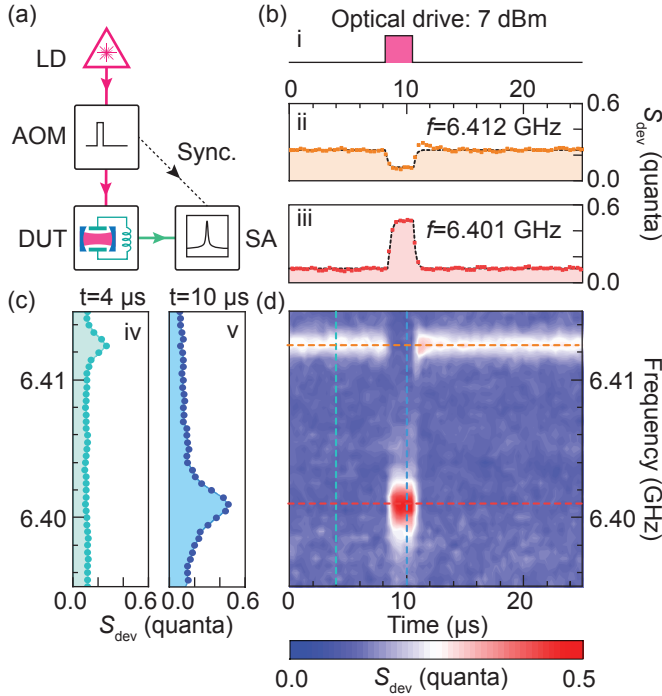 (a)
LD
AOM
Sync.
DUT
SA
(b)
Optical drive: 7 dBm
i
0 10 20
ii
f=6.412 GHz
0.6
0.0
S_dev (quanta)
iii
f=6.401 GHz
0.6
0.0
(c) t=4 μs t=10 μs
iv
v
6.41
6.40
0.0 0.6
0.0 0.6
S_dev (quanta)
(d)
6.41
6.40
Frequency (GHz)
0 10 20
Time (μs)
0.0 0.5
S_dev (quanta)